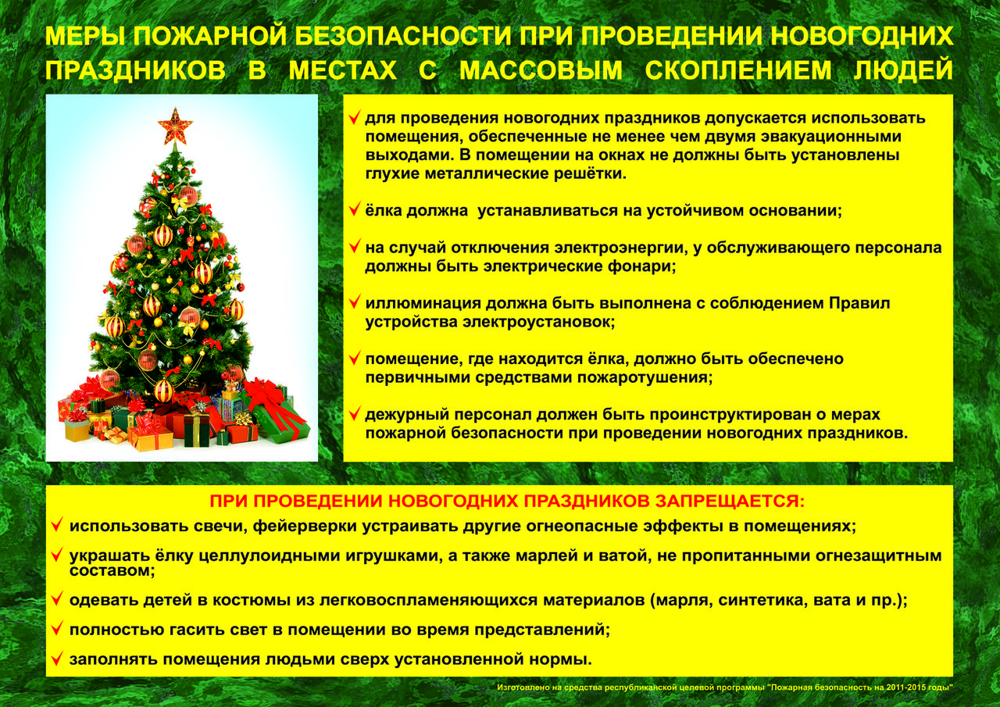 МЕРЫ ПОЖАРНОЙ БЕЗОПАСНОСТИ ПРИ ПРОВЕДЕНИИ НОВОГОДНИХ
ПРАЗДНИКОВ В МЕСТАХ С МАССОВЫМ СКОПЛЕНИЕМ ЛЮДЕЙ
для проведения новогодних праздников допускается использовать
помещения, обеспеченные не менее чем двумя эвакуационными
выходами. В помещении на окнах не должны быть установлены
глухие металлические решётки.
ёлка должна устанавливаться на устойчивом основании;
на случай отключения электроэнергии, у обслуживающего персонала
должны быть электрические фонари;
иллюминация должна быть выполнена с соблюдением Правил
устройства электроустановок;
помещение, где находится ёлка, должно быть обеспечено
первичными средствами пожаротушения;
дежурный персонал должен быть проинструктирован о мерах
пожарной безопасности при проведении новогодних праздников.
ПРИ ПРОВЕДЕНИИ НОВОГОДНИХ ПРАЗДНИКОВ ЗАПРЕЩАЕТСЯ:
использовать свечи, фейерверки устраивать другие огнеопасные эффекты в помещениях;
украшать ёлку целлулоидными игрушками, а также марлей и ватой, не пропитанными огнезащитным
составом;
одевать детей в костюмы из легковоспламеняющихся материалов (марля, синтетика, вата и пр.);
полностью гасить свет в помещении во время представлений;
заполнять помещения людьми сверх установленной нормы.
Изготовлено на средства республиканской целевой программы "Пожарная безопасность на 2011-2015 годы"